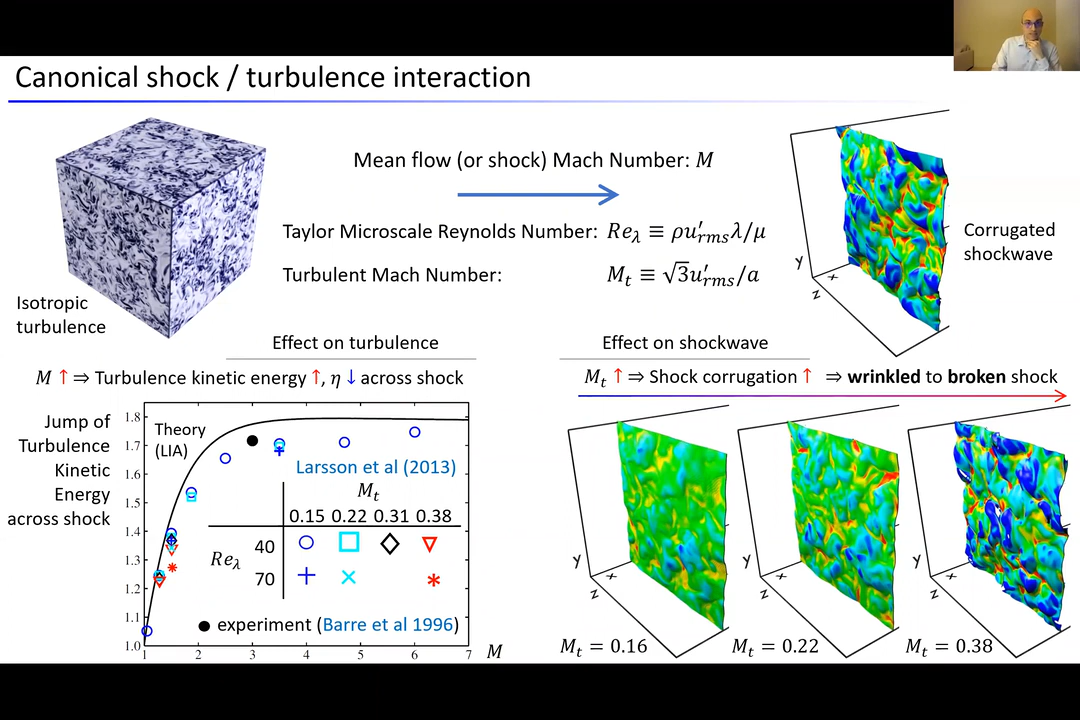 Canonical shock / turbulence interaction
Mean flow (or shock) Mach Number: M
Taylor Microscale Reynolds Number: Re_λ ≡ ρu′_rms λ/μ
Turbulent Mach Number: M_t ≡ √3u′_rms/a
Isotropic
turbulence
Corrugated
shockwave
y
x
z
Effect on turbulence
M ↑ ⇒ Turbulence kinetic energy ↑, η ↓ across shock
Jump of
Turbulence
Kinetic
Energy
across shock
1.8
1.7
1.6
1.5
1.4
1.3
1.2
1.1
1.0
Theory
(LIA)
Larsson et al (2013)
M_t
0.15 0.22 0.31 0.38
Re_λ
40
70
experiment (Barre et al 1996)
1 2 3 4 5 6 7 M
Effect on shockwave
M_t ↑ ⇒ Shock corrugation ↑ ⇒ wrinkled to broken shock
y
x
z
M_t = 0.16
y
x
z
M_t = 0.22
y
x
z
M_t = 0.38